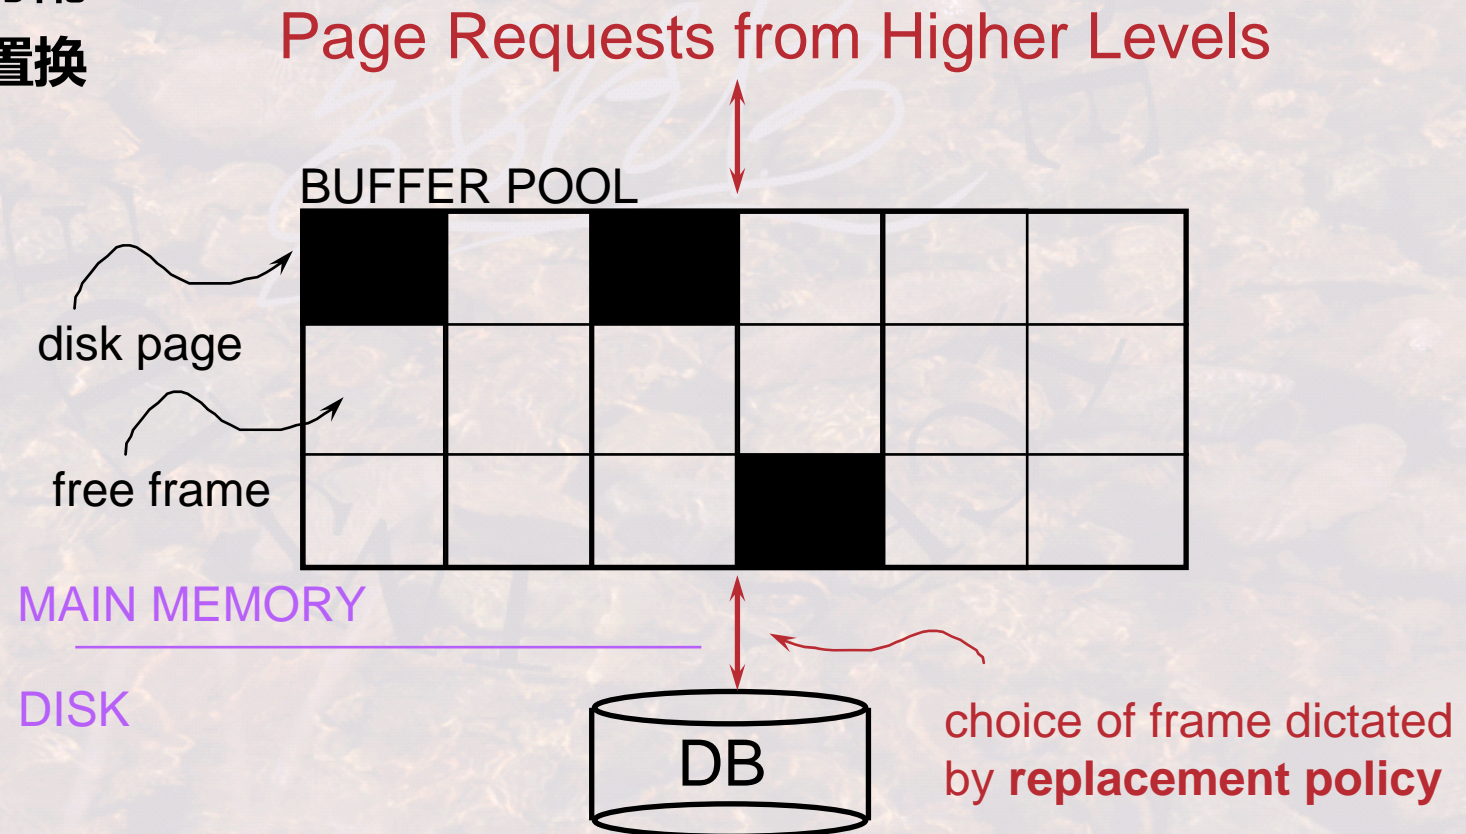 置换
Page Requests from Higher Levels
BUFFER POOL
disk page
free frame
MAIN MEMORY
DISK
DB
choice of frame dictated
by replacement policy